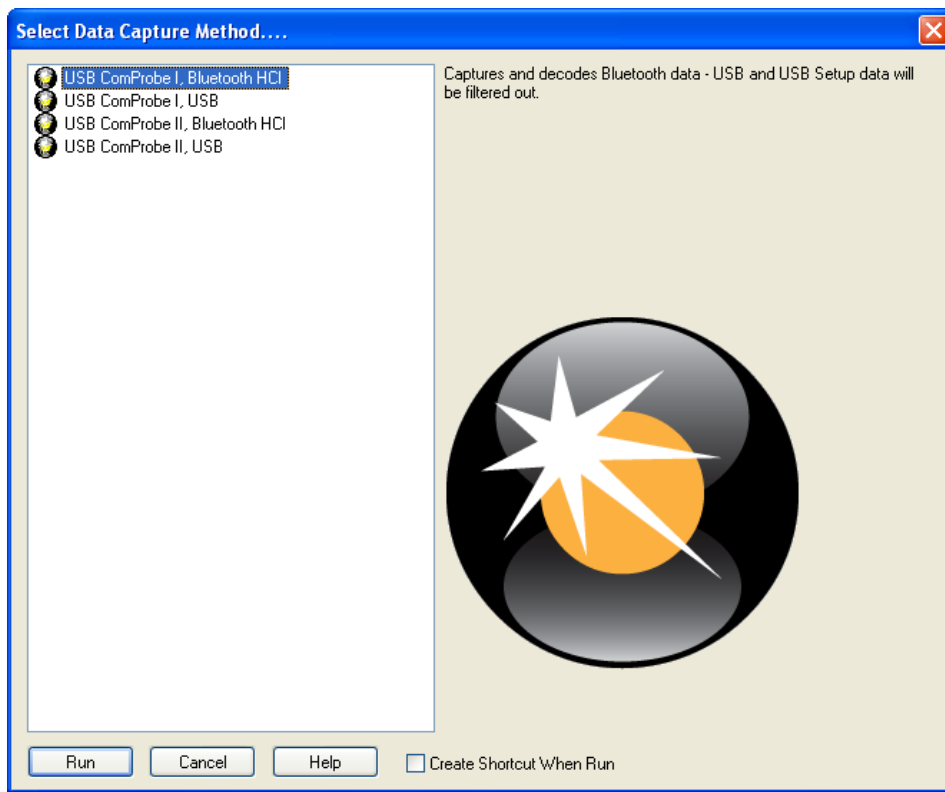 Select Data Capture Method....
USB ComProbe I, Bluetooth HCI
USB ComProbe I, USB
USB ComProbe II, Bluetooth HCI
USB ComProbe II, USB
Captures and decodes Bluetooth data - USB and USB Setup data will
be filtered out.
Run
Cancel
Help
Create Shortcut When Run